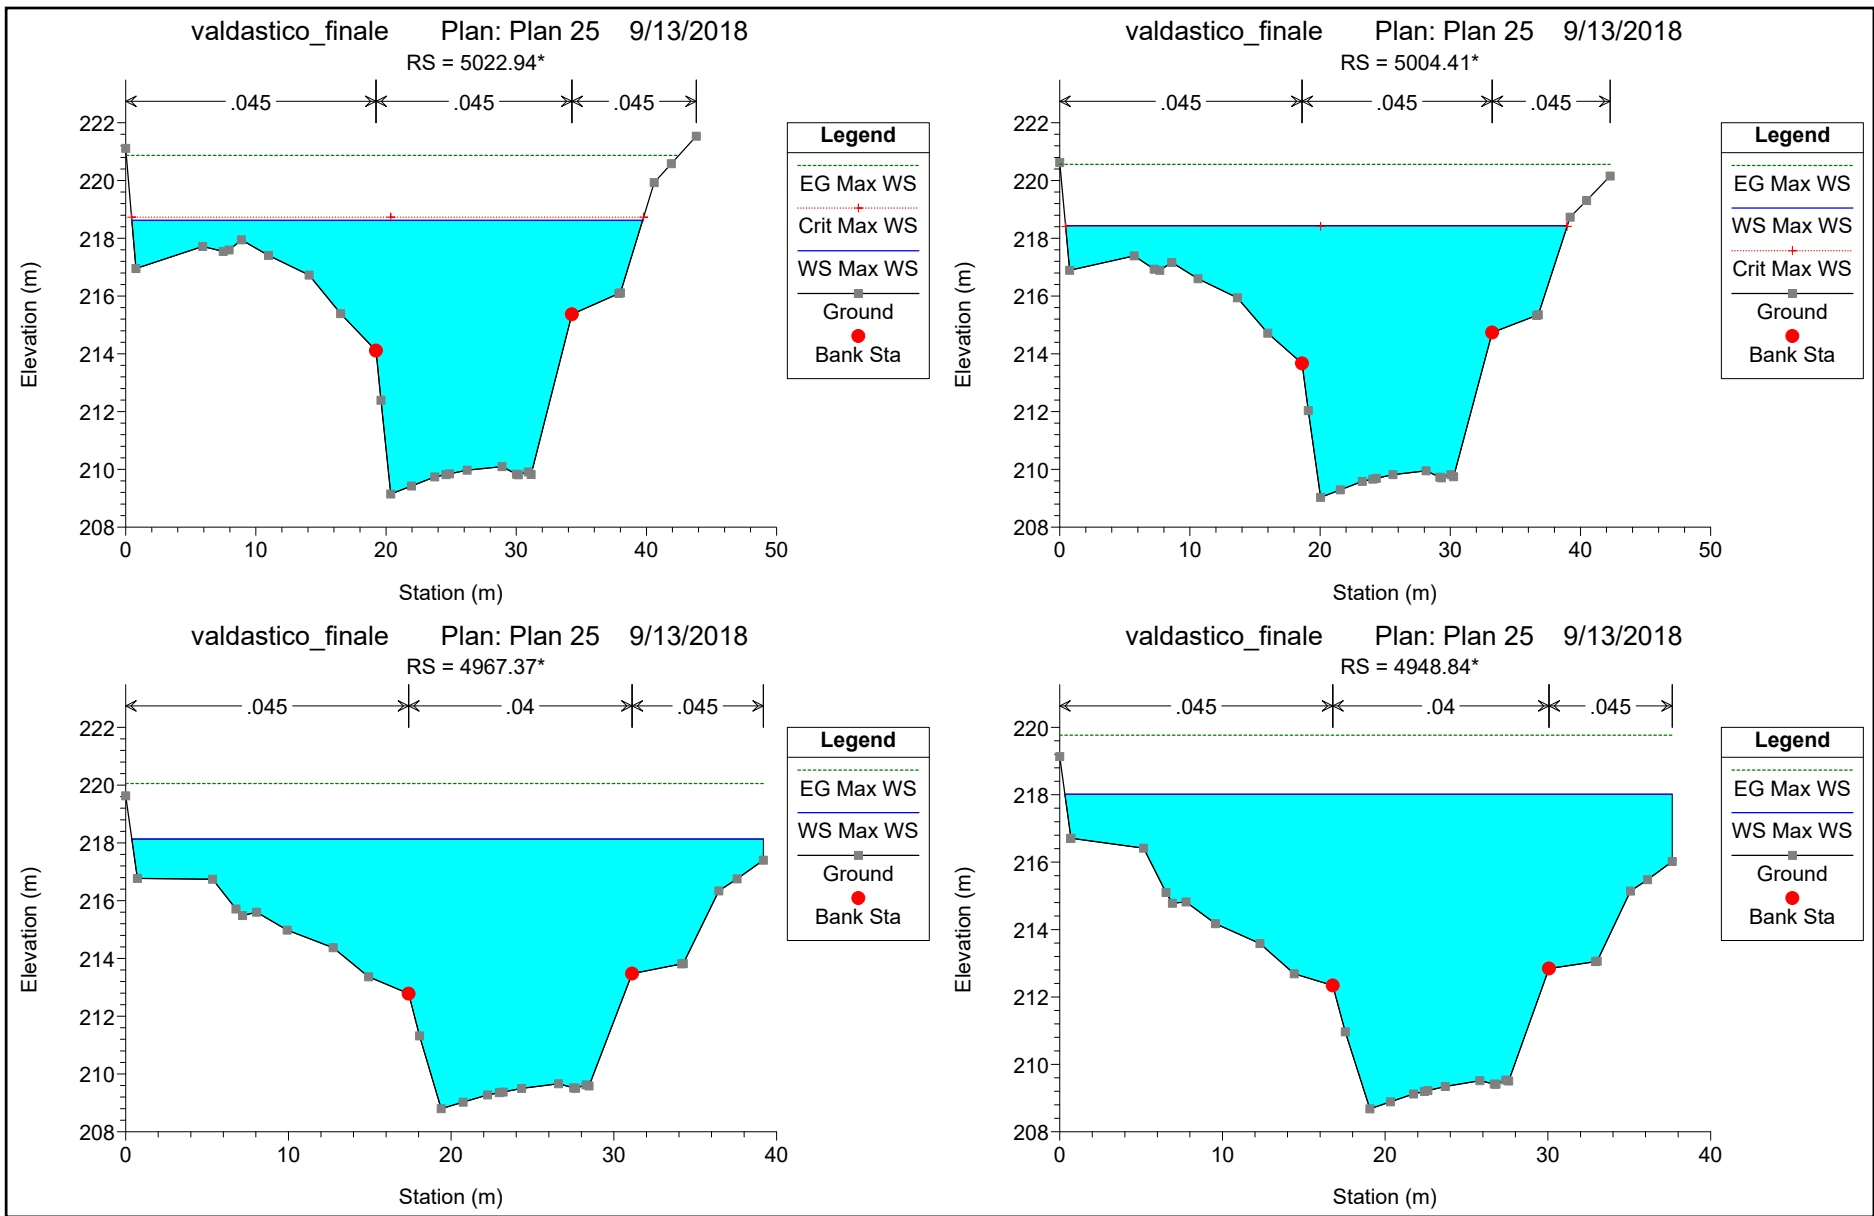 valdastico_finale Plan: Plan 25 9/13/2018
RS = 5022.94*
.045 .045 .045
222
220
218
216
214
212
210
208
0 10 20 30 40 50
Elevation (m)
Station (m)
Legend
EG Max WS
Crit Max WS
WS Max WS
Ground
Bank Sta
valdastico_finale Plan: Plan 25 9/13/2018
RS = 5004.41*
.045 .045 .045
222
220
218
216
214
212
210
208
0 10 20 30 40 50
Elevation (m)
Station (m)
Legend
EG Max WS
WS Max WS
Crit Max WS
Ground
Bank Sta
valdastico_finale Plan: Plan 25 9/13/2018
RS = 4967.37*
.045 .04 .045
222
220
218
216
214
212
210
208
0 10 20 30 40
Elevation (m)
Station (m)
Legend
EG Max WS
WS Max WS
Ground
Bank Sta
valdastico_finale Plan: Plan 25 9/13/2018
RS = 4948.84*
.045 .04 .045
220
218
216
214
212
210
208
0 10 20 30 40
Elevation (m)
Station (m)
Legend
EG Max WS
WS Max WS
Ground
Bank Sta